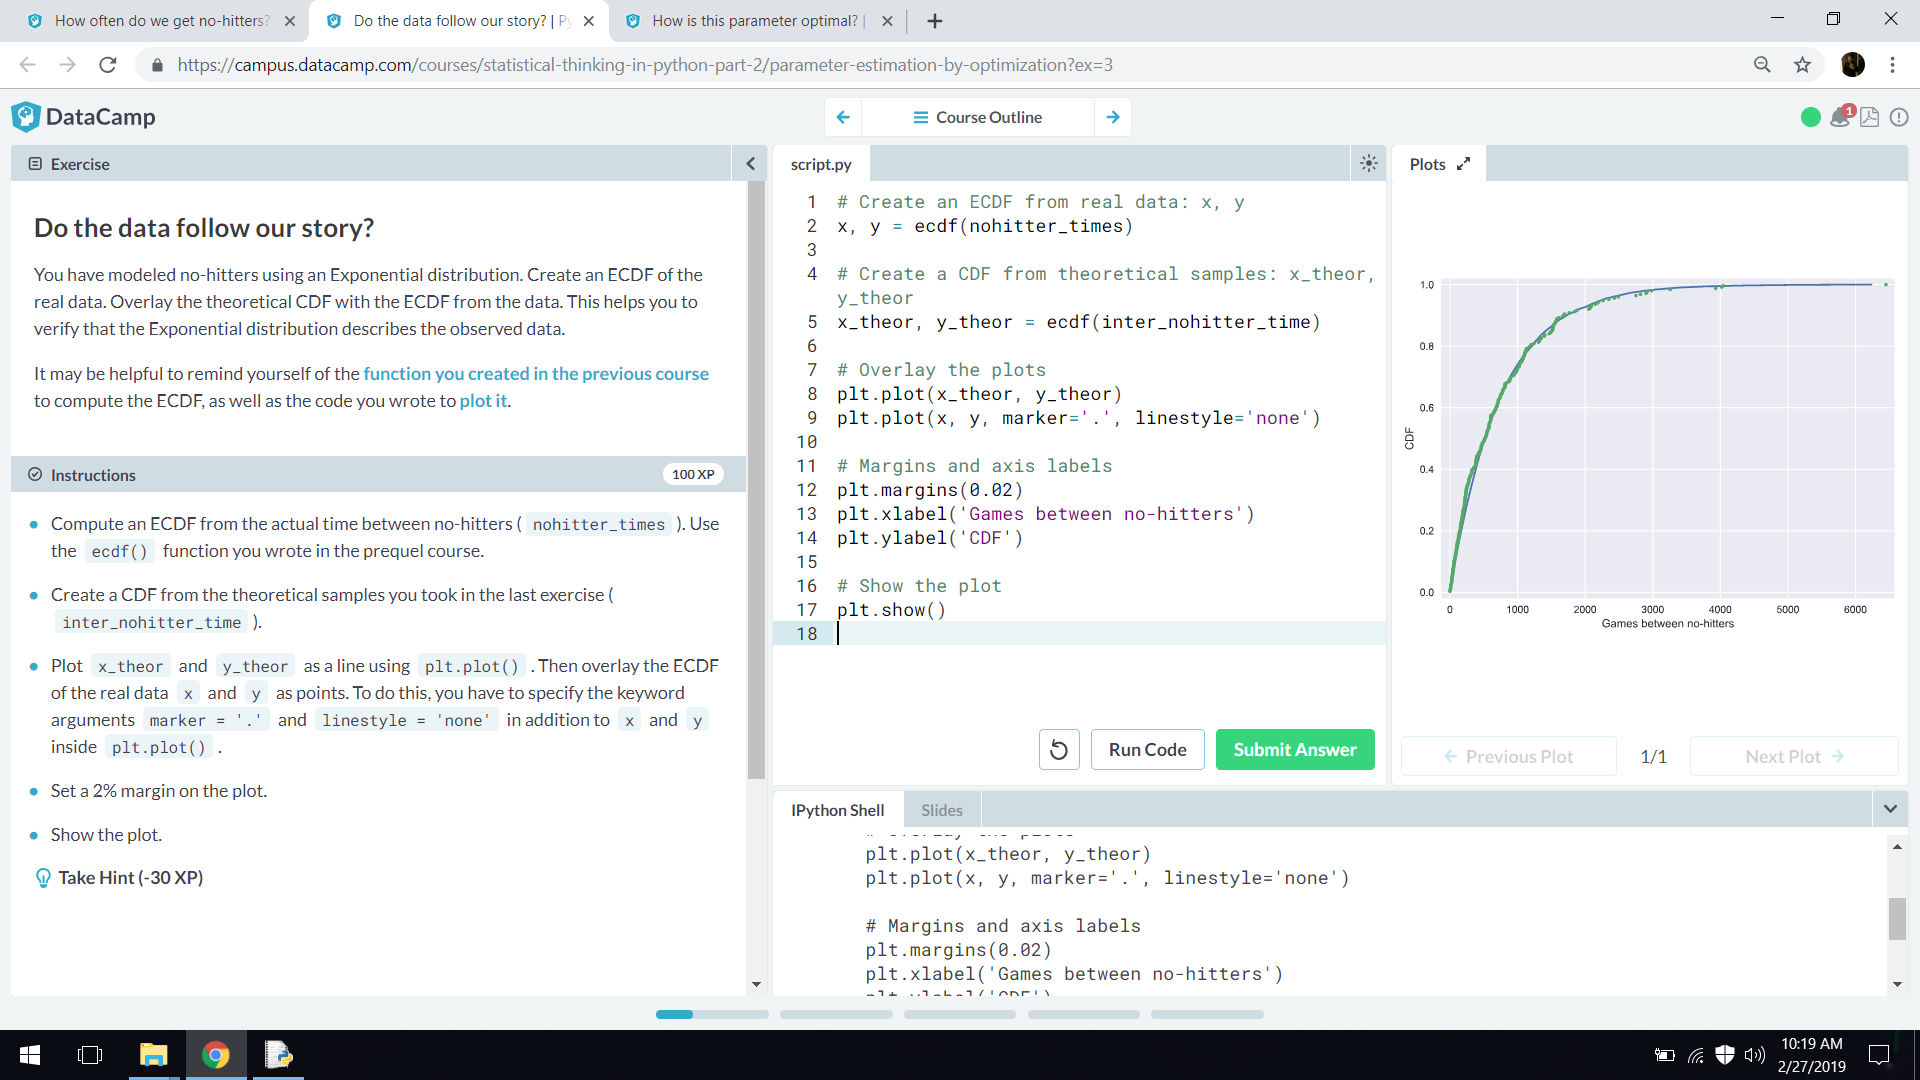 How often do we get no-hitters?
Do the data follow our story? | Py
How is this parameter optimal? |
https://campus.datacamp.com/courses/statistical-thinking-in-python-part-2/parameter-estimation-by-optimization?ex=3
DataCamp
Course Outline
1
Exercise
Do the data follow our story?
You have modeled no-hitters using an Exponential distribution. Create an ECDF of the
real data. Overlay the theoretical CDF with the ECDF from the data. This helps you to
verify that the Exponential distribution describes the observed data.
It may be helpful to remind yourself of the function you created in the previous course
to compute the ECDF, as well as the code you wrote to plot it.
Instructions
100 XP
Compute an ECDF from the actual time between no-hitters ( nohitter_times ). Use
the ecdf() function you wrote in the prequel course.
Create a CDF from the theoretical samples you took in the last exercise (
inter_nohitter_time ).
Plot x_theor and y_theor as a line using plt.plot() . Then overlay the ECDF
of the real data x and y as points. To do this, you have to specify the keyword
arguments marker = '.' and linestyle = 'none' in addition to x and y
inside plt.plot() .
Set a 2% margin on the plot.
Show the plot.
Take Hint (-30 XP)
script.py
1 # Create an ECDF from real data: x, y
2 x, y = ecdf(nohitter_times)
3
4 # Create a CDF from theoretical samples: x_theor,
y_theor
5 x_theor, y_theor = ecdf(inter_nohitter_time)
6
7 # Overlay the plots
8 plt.plot(x_theor, y_theor)
9 plt.plot(x, y, marker='.', linestyle='none')
10
11 # Margins and axis labels
12 plt.margins(0.02)
13 plt.xlabel('Games between no-hitters')
14 plt.ylabel('CDF')
15
16 # Show the plot
17 plt.show()
18
Run Code
Submit Answer
Plots
1.0
0.8
0.6
0.4
0.2
0.0
CDF
0 1000 2000 3000 4000 5000 6000
Games between no-hitters
Previous Plot
1/1
Next Plot
IPython Shell
Slides
# Overlay the plots
plt.plot(x_theor, y_theor)
plt.plot(x, y, marker='.', linestyle='none')
# Margins and axis labels
plt.margins(0.02)
plt.xlabel('Games between no-hitters')
plt.ylabel('CDF')
10:19 AM
2/27/2019